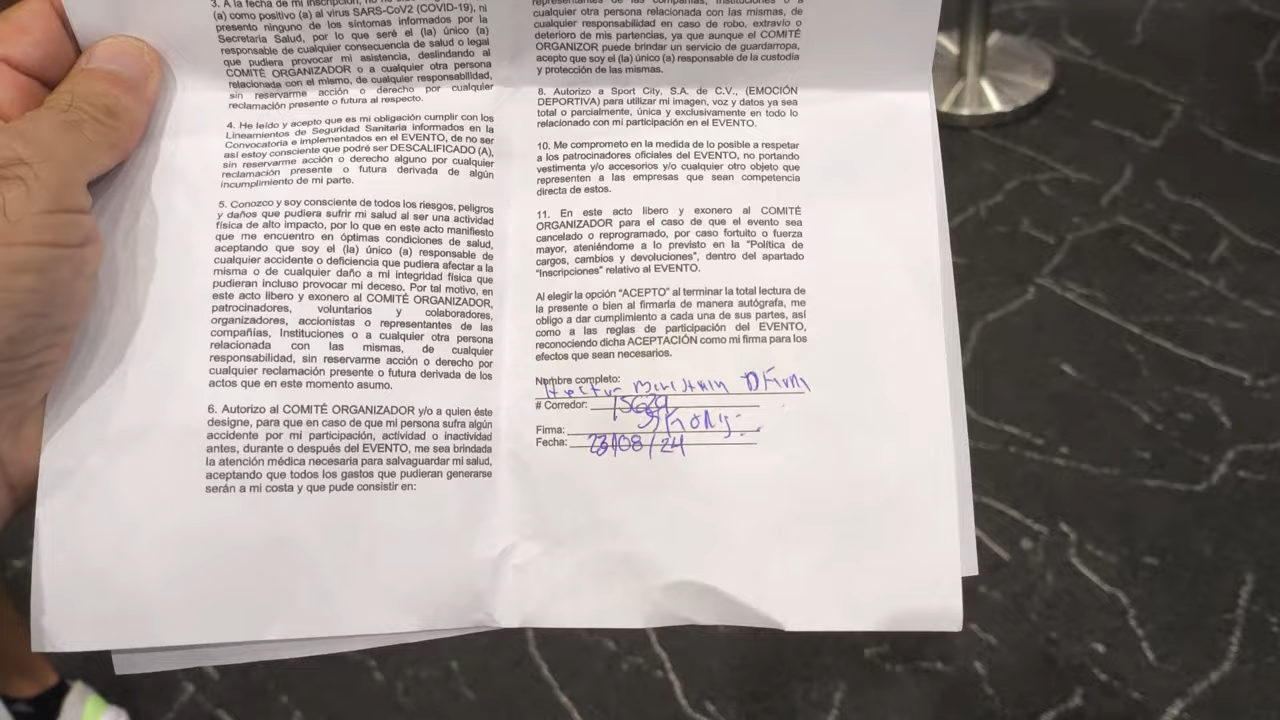 3. A la fecha de mi inscripción, no
(a) como positivo (a) al virus SARS-CoV2 (COVID-19), ni
presento ninguno de los síntomas informados por la
Secretaria Salud, por lo que seré el (la) único (a)
responsable de cualquier consecuencia de salud o legal
que pudiera provocar mi asistencia, deslindando al
COMITÉ ORGANIZADOR o a cualquier otra persona
relacionada con el mismo, de cualquier responsabilidad,
sin reservarme acción o derecho por cualquier
reclamación presente o futura al respecto.
4. He leído y acepto que es mi obligación cumplir con los
Lineamientos de Seguridad Sanitaria informados en la
Convocatoria e implementados en el EVENTO, de no ser
así estoy consciente que podré ser DESCALIFICADO (A),
sin reservarme acción o derecho alguno por cualquier
reclamación presente o futura derivada de algún
incumplimiento de mi parte.
5. Conozco y soy consciente de todos los riesgos, peligros
y daños que pudiera sufrir mi salud al ser una actividad
física de alto impacto, por lo que en este acto manifiesto
que me encuentro en óptimas condiciones de salud,
aceptando que soy el (la) único (a) responsable de
cualquier accidente o deficiencia que pudiera afectar a la
misma o de cualquier daño a mi integridad física que
pudieran incluso provocar mi deceso. Por tal motivo, en
este acto libero y exonero al COMITÉ ORGANIZADOR,
patrocinadores, voluntarios y colaboradores,
organizadores, accionistas o representantes de las
compañías, Instituciones o a cualquier otra persona
relacionada con las mismas, de cualquier
responsabilidad, sin reservarme acción o derecho por
cualquier reclamación presente o futura derivada de los
actos que en este momento asumo.
6. Autorizo al COMITÉ ORGANIZADOR y/o a quien éste
designe, para que en caso de que mi persona sufra algún
accidente por mi participación, actividad o inactividad
antes, durante o después del EVENTO, me sea brindada
la atención médica necesaria para salvaguardar mi salud,
aceptando que todos los gastos que pudieran generarse
serán a mi costa y que pude consistir en:
cualquier otra persona relacionada con las mismas, de
cualquier responsabilidad en caso de robo, extravío o
deterioro de mis partencias, ya que aunque el COMITÉ
ORGANIZOR puede brindar un servicio de guardarropa,
acepto que soy el (la) único (a) responsable de la custodia
y protección de las mismas.
8. Autorizo a Sport City, S.A. de C.V., (EMOCIÓN
DEPORTIVA) para utilizar mi imagen, voz y datos ya sea
total o parcialmente, única y exclusivamente en todo lo
relacionado con mi participación en el EVENTO.
10. Me comprometo en la medida de lo posible a respetar
a los patrocinadores oficiales del EVENTO, no portando
vestimenta y/o accesorios y/o cualquier otro objeto que
representen a las empresas que sean competencia
directa de estos.
11. En este acto libero y exonero al COMITÉ
ORGANIZADOR para el caso de que el evento sea
cancelado o reprogramado, por caso fortuito o fuerza
mayor, ateniéndome a lo previsto en la "Política de
cargos, cambios y devoluciones", dentro del apartado
"Inscripciones" relativo al EVENTO.
Al elegir la opción "ACEPTO" al terminar la total lectura de
la presente o bien al firmarla de manera autógrafa, me
obligo a dar cumplimiento a cada una de sus partes, así
como a las reglas de participación del EVENTO,
reconociendo dicha ACEPTACIÓN como mi firma para los
efectos que sean necesarios.
Nombre completo:
# Corredor: 15629
Firma:
Fecha: 23/08/24